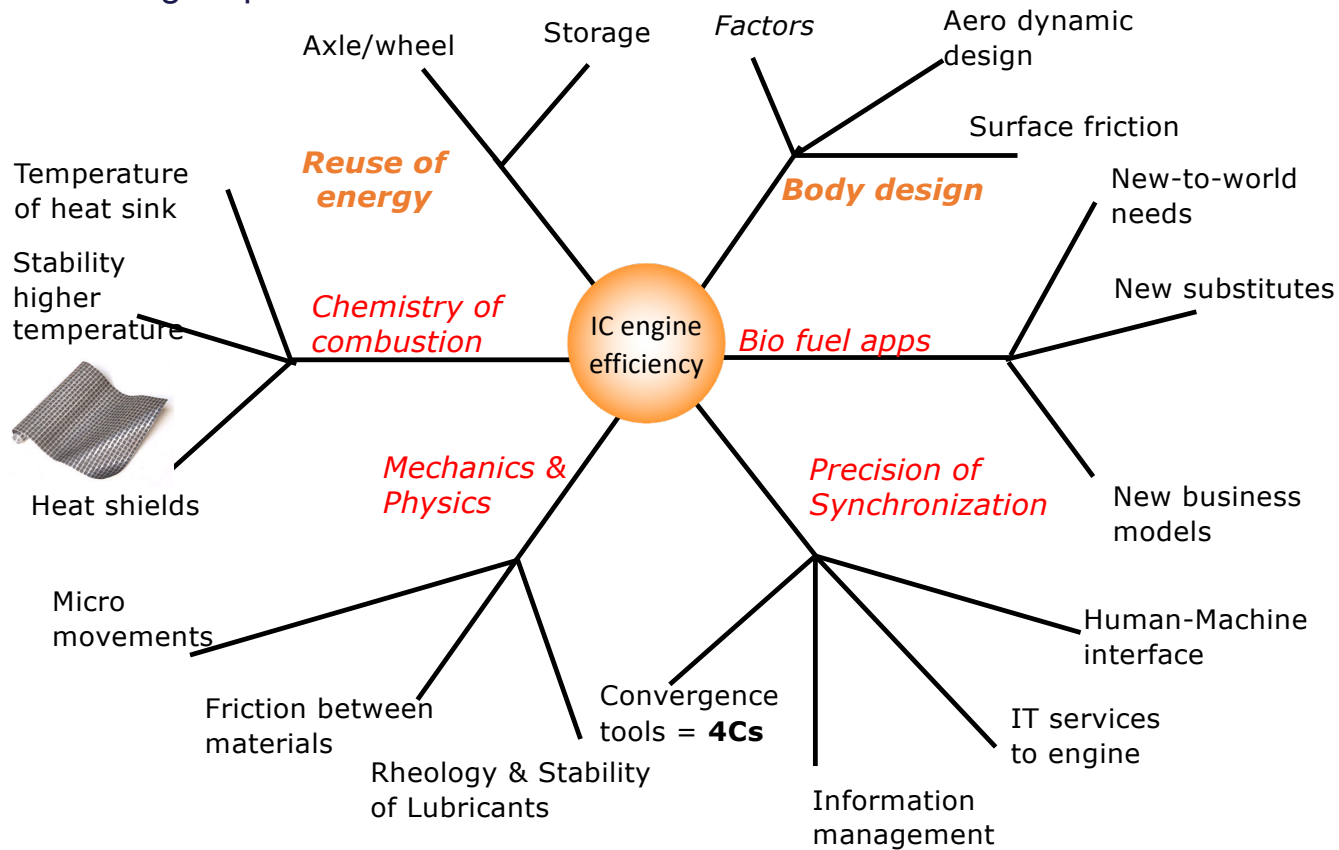 Axle/wheel
Storage
Factors
Aero dynamic
design
Surface friction
Reuse of
energy
Body design
Temperature
of heat sink
New-to-world
needs
Stability
higher
temperature
New substitutes
Chemistry of
combustion
IC engine
efficiency
Bio fuel apps
Heat shields
Mechanics &
Physics
Precision of
Synchronization
New business
models
Micro
movements
Human-Machine
interface
Friction between
materials
Convergence
tools = 4Cs
IT services
to engine
Rheology & Stability
of Lubricants
Information
management